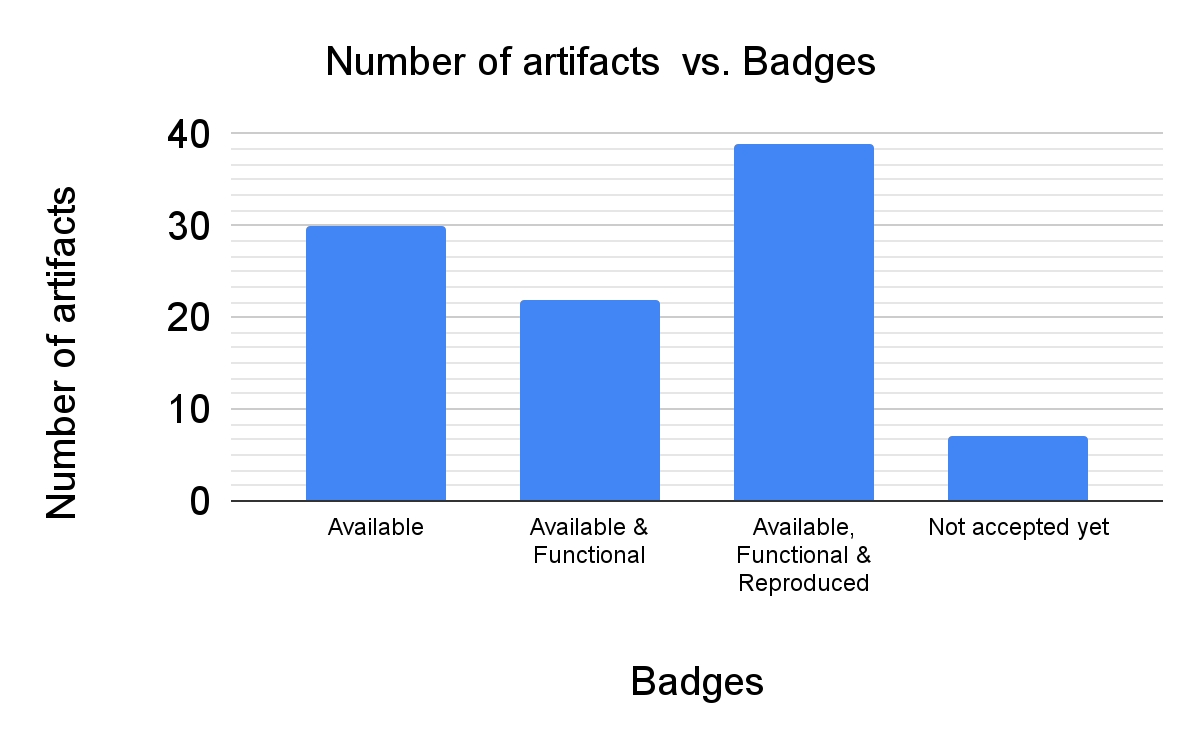 Number of artifacts  vs. Badges
Number of artifacts
40
30
20
10
0
Available
Available &
Functional
Available,
Functional &
Reproduced
Not accepted yet
Badges